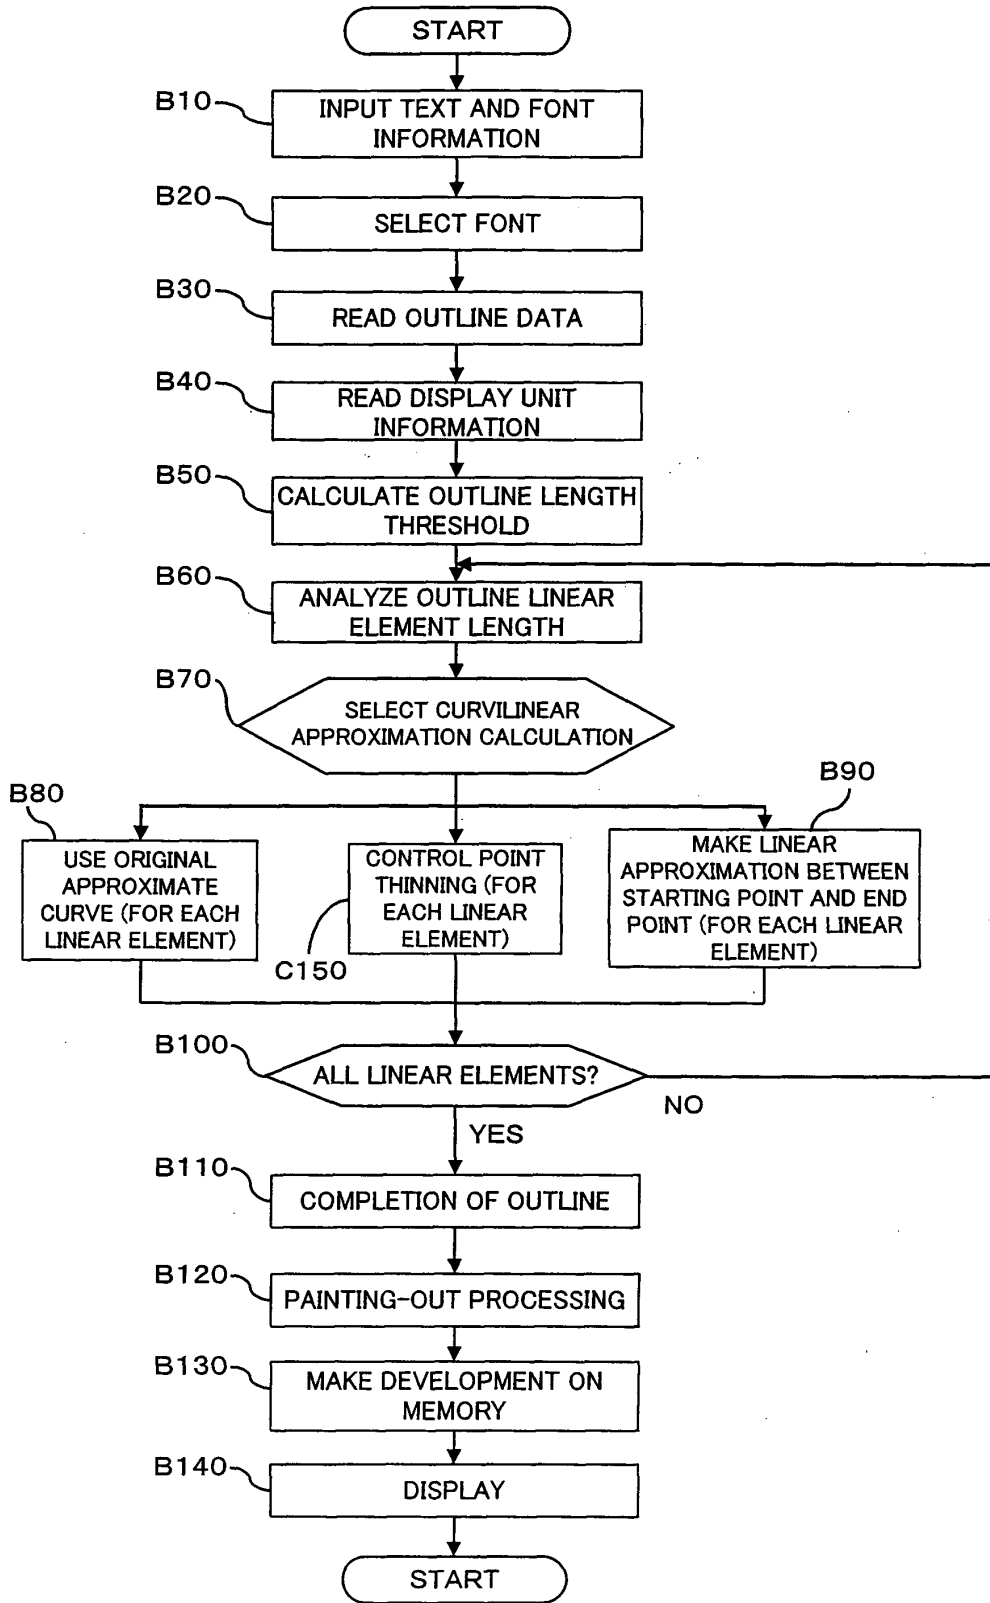 START
B10
INPUT TEXT AND FONT
INFORMATION
B20
SELECT FONT
B30
READ OUTLINE DATA
B40
READ DISPLAY UNIT
INFORMATION
B50
CALCULATE OUTLINE LENGTH
THRESHOLD
B60
ANALYZE OUTLINE LINEAR
ELEMENT LENGTH
B70
SELECT CURVILINEAR
APPROXIMATION CALCULATION
B80
USE ORIGINAL
APPROXIMATE
CURVE (FOR EACH
LINEAR ELEMENT)
CONTROL POINT
THINNING (FOR
EACH LINEAR
ELEMENT)
C150
B90
MAKE LINEAR
APPROXIMATION BETWEEN
STARTING POINT AND END
POINT (FOR EACH LINEAR
ELEMENT)
B100
ALL LINEAR ELEMENTS?
NO
YES
B110
COMPLETION OF OUTLINE
B120
PAINTING-OUT PROCESSING
B130
MAKE DEVELOPMENT ON
MEMORY
B140
DISPLAY
START